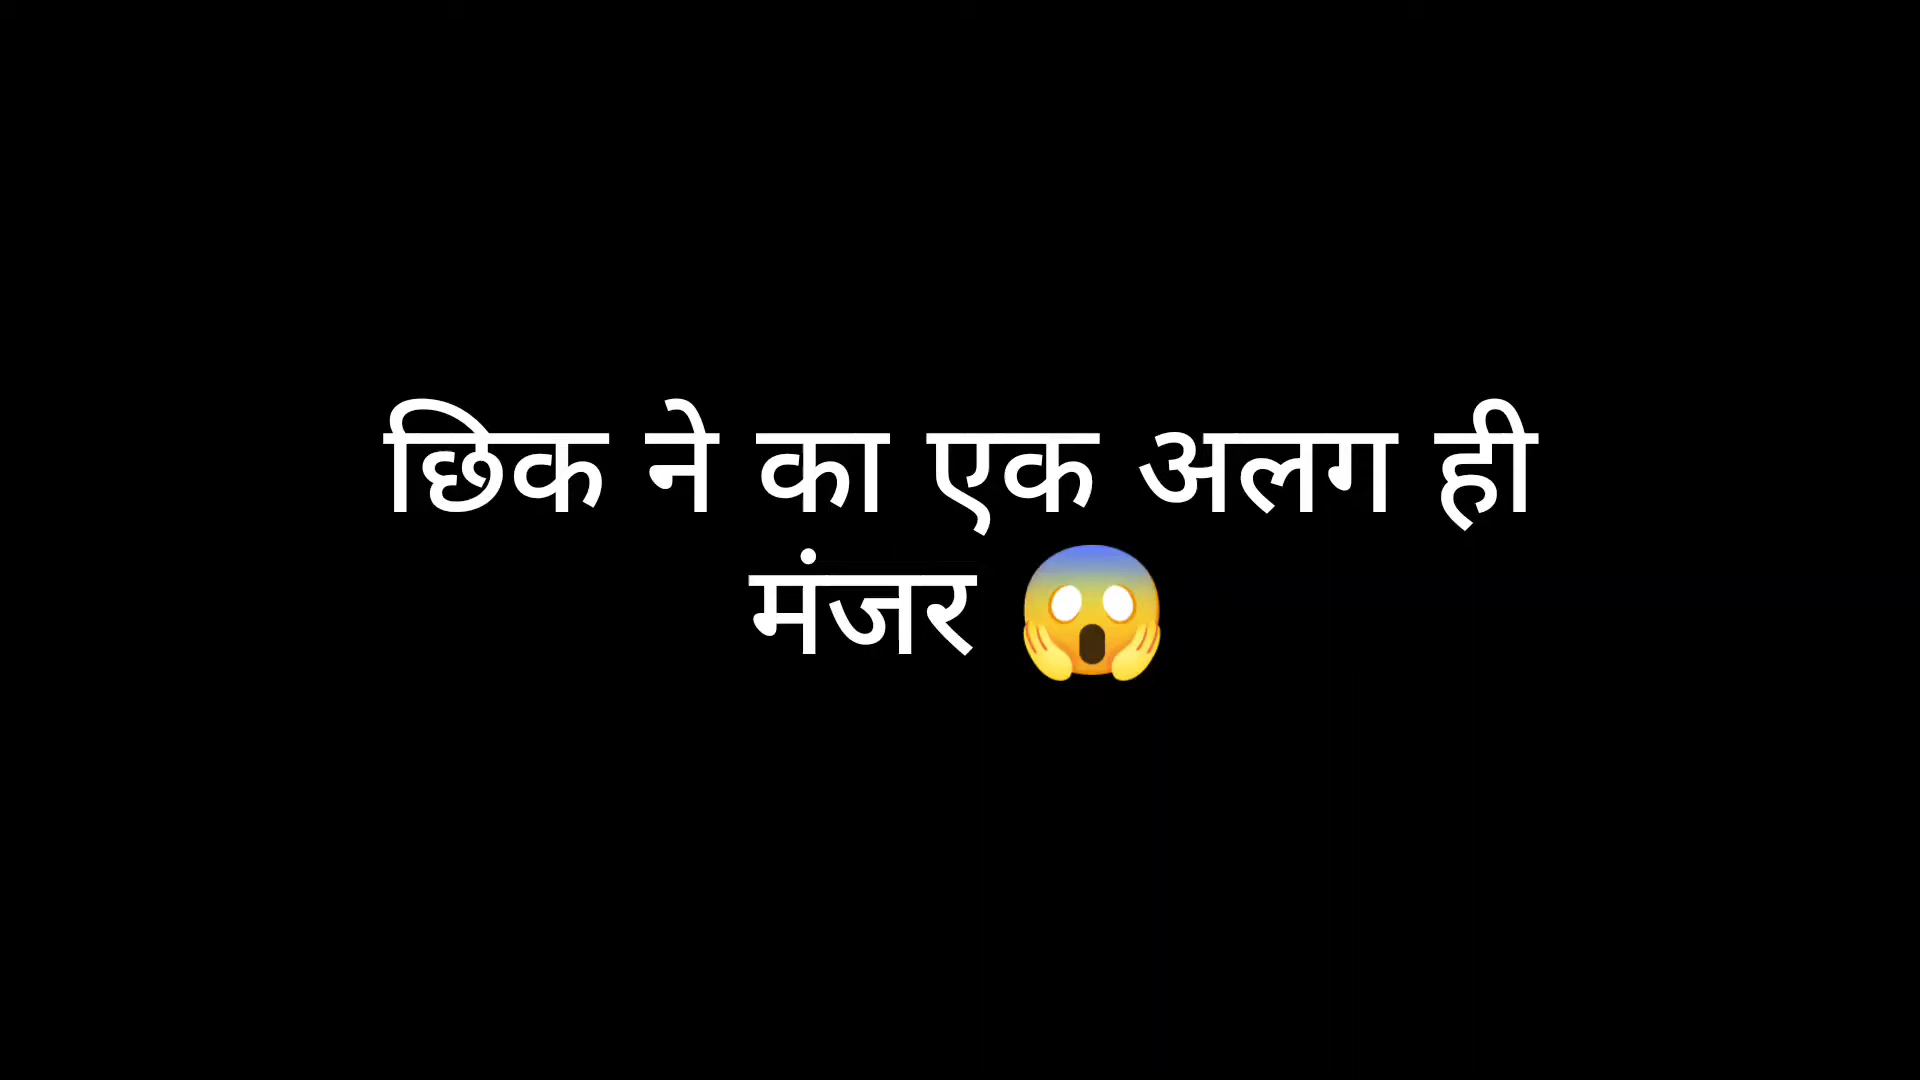 छिक ने का एक अलग ही
मंजर 😱